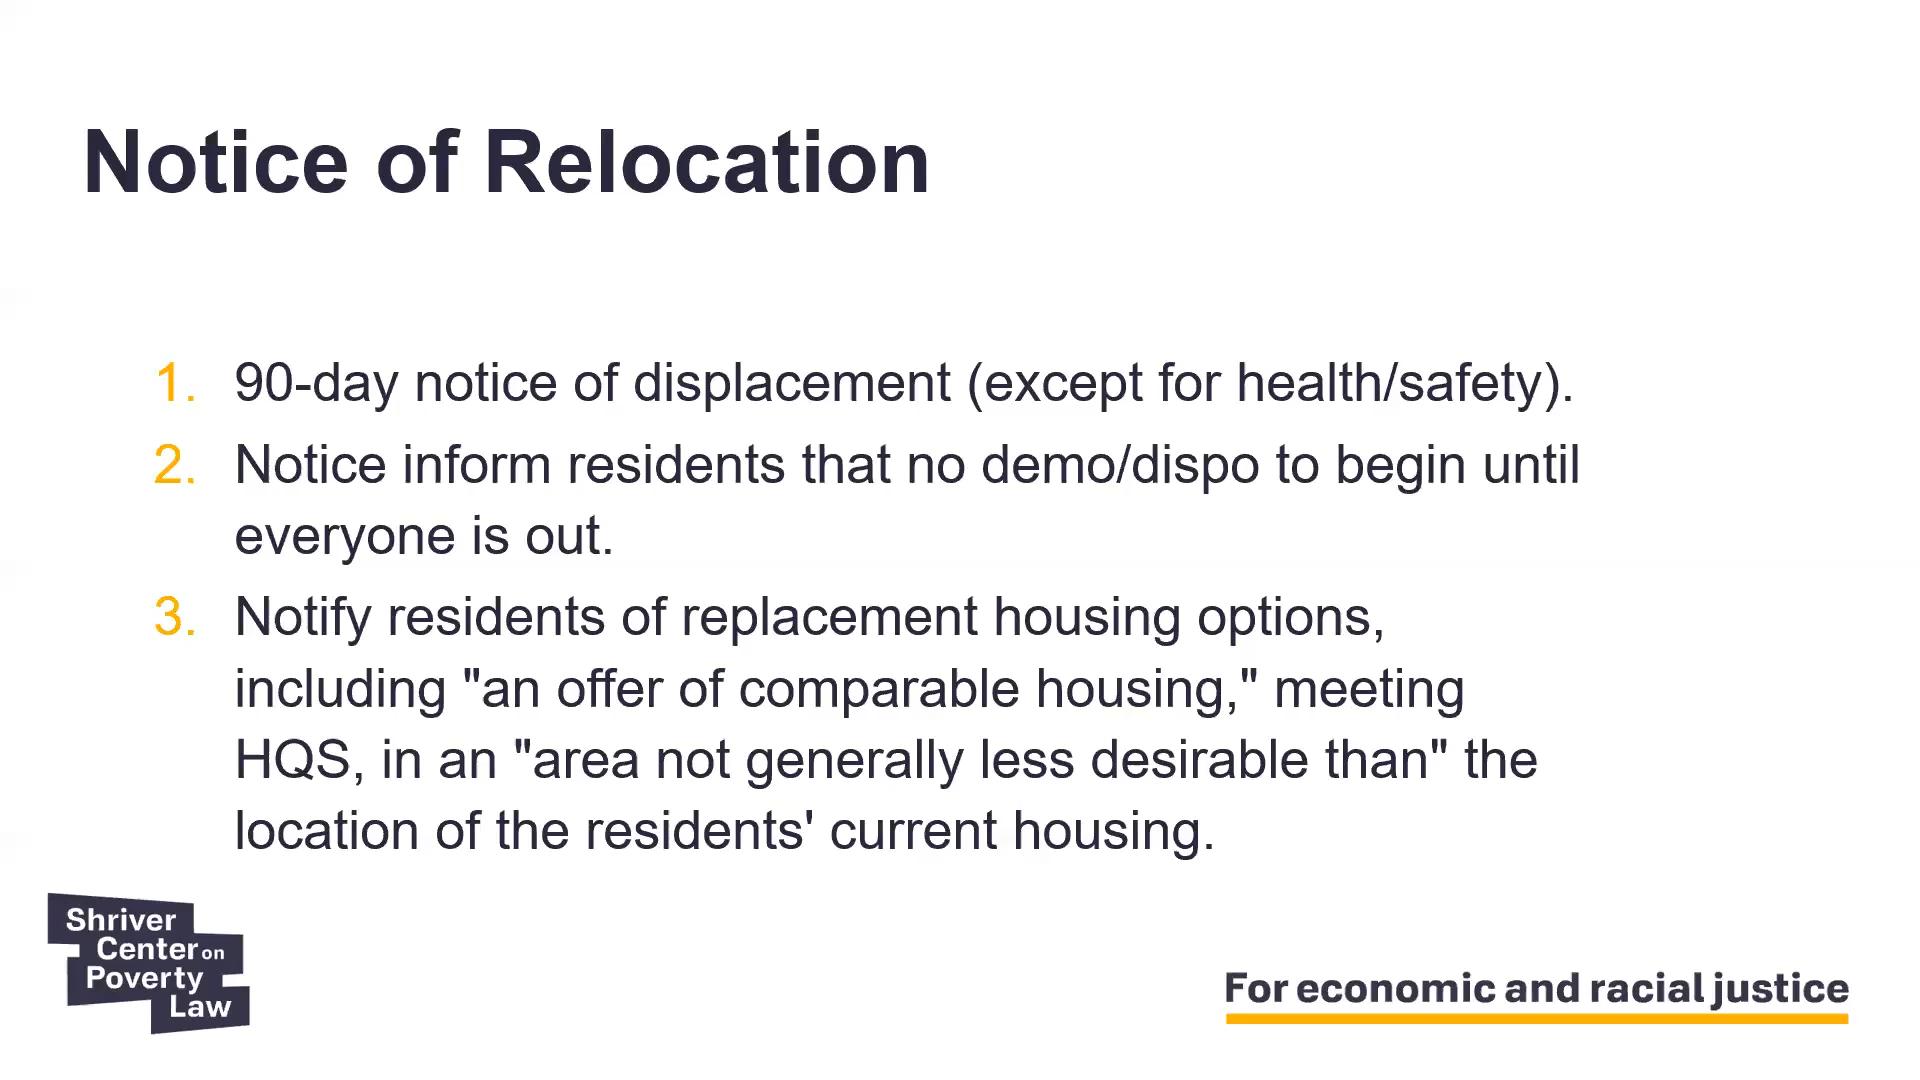 Notice of Relocation
1. 90-day notice of displacement (except for health/safety).
2. Notice inform residents that no demo/dispo to begin until
everyone is out.
3. Notify residents of replacement housing options,
including "an offer of comparable housing," meeting
HQS, in an "area not generally less desirable than" the
location of the residents' current housing.
Shriver
Center on
Poverty
Law
For economic and racial justice